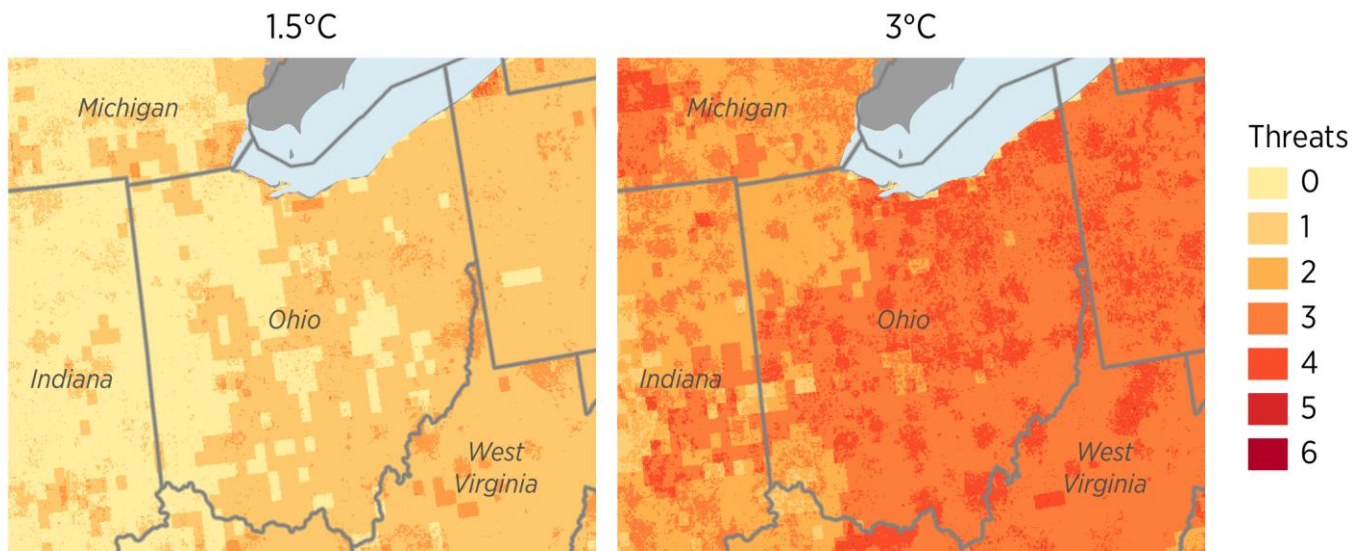 1.5°C
3°C
Michigan
Ohio
Indiana
West
Virginia
Michigan
Ohio
Indiana
West
Virginia
Threats
0
1
2
3
4
5
6